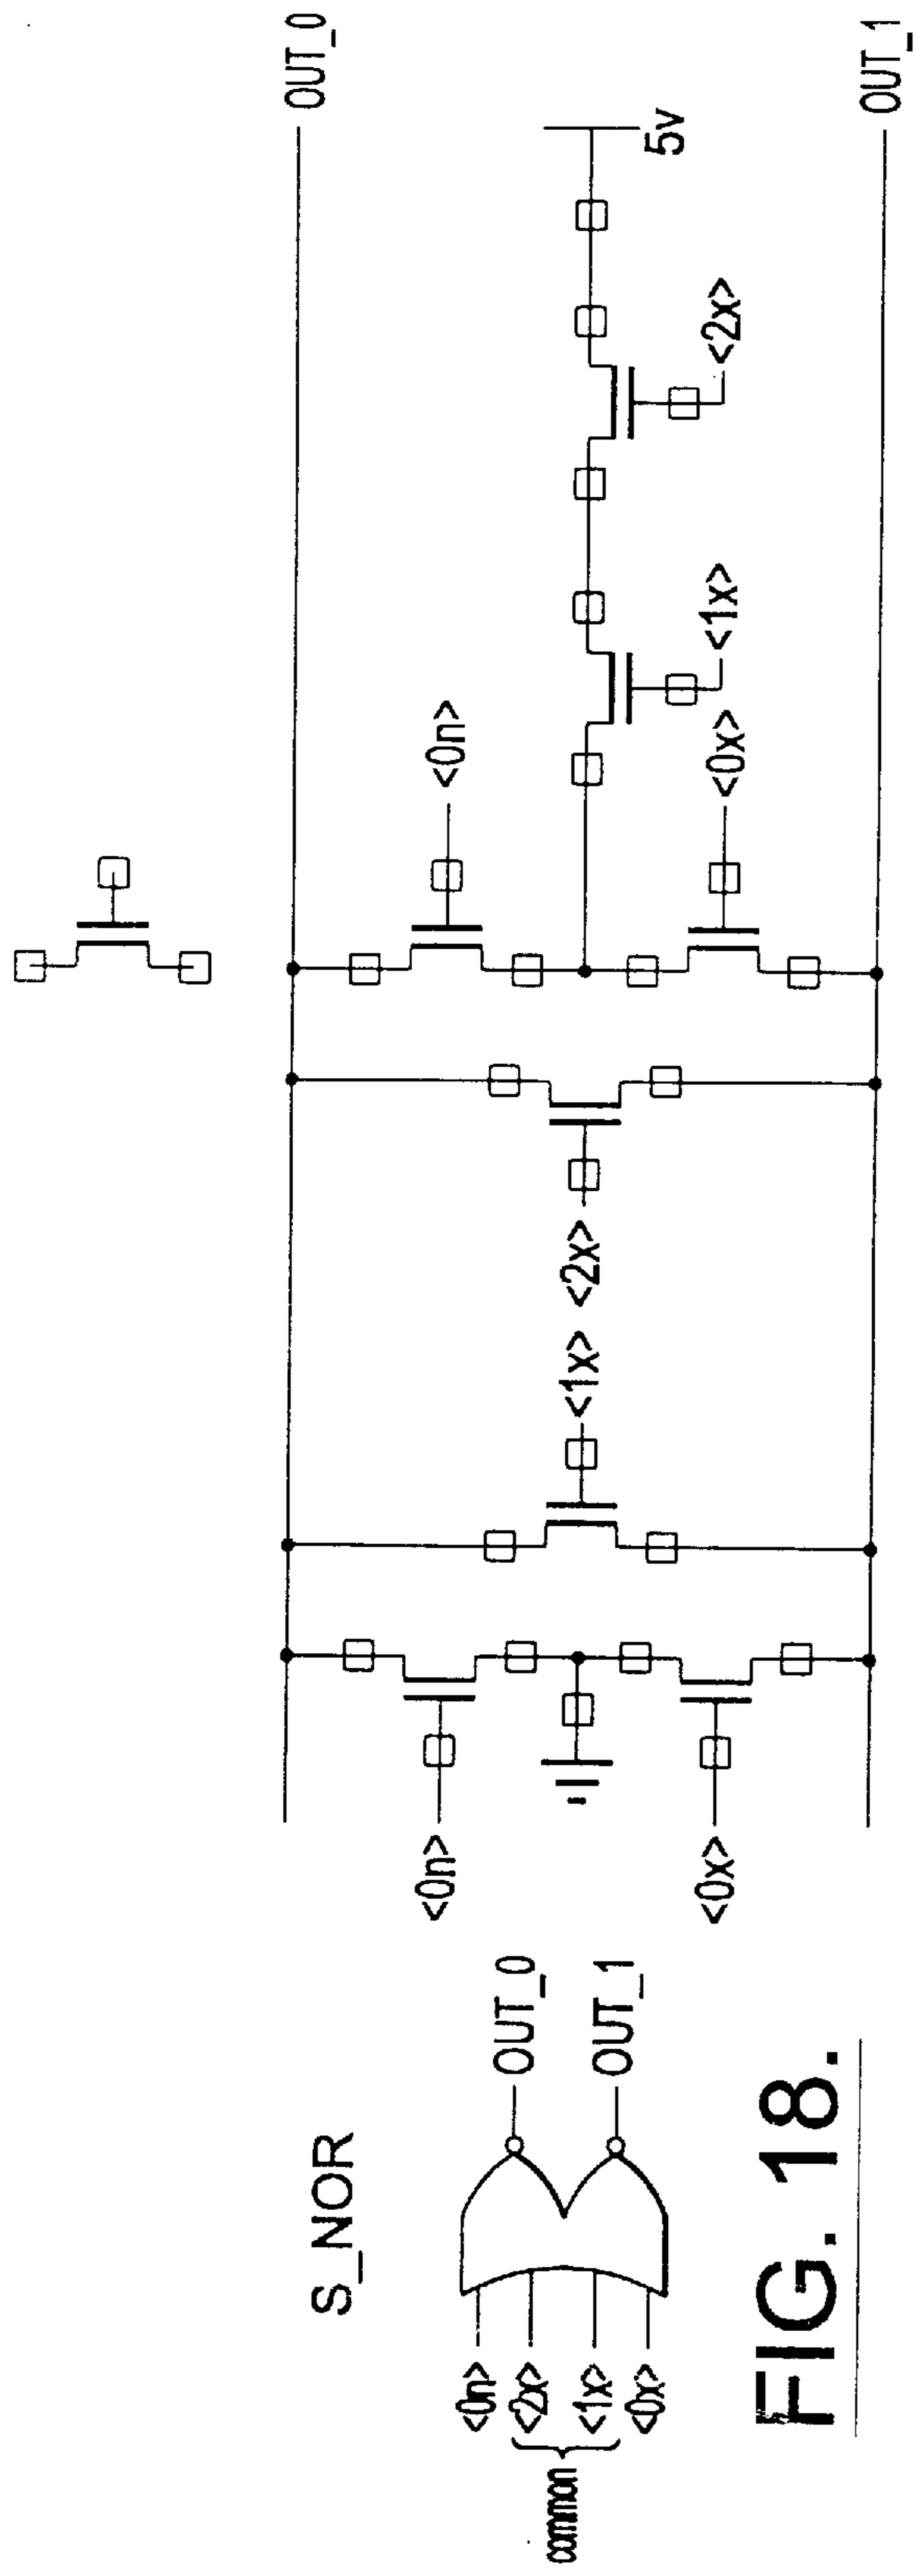 S_NOR
<0n>
<2x>
<1x>
<0x>
common
OUT_0
OUT_1
FIG. 18.
<0n>
<0x>
<1x>
<2x>
<0n>
<0x>
<1x>
<2x>
5v
OUT_0
OUT_1